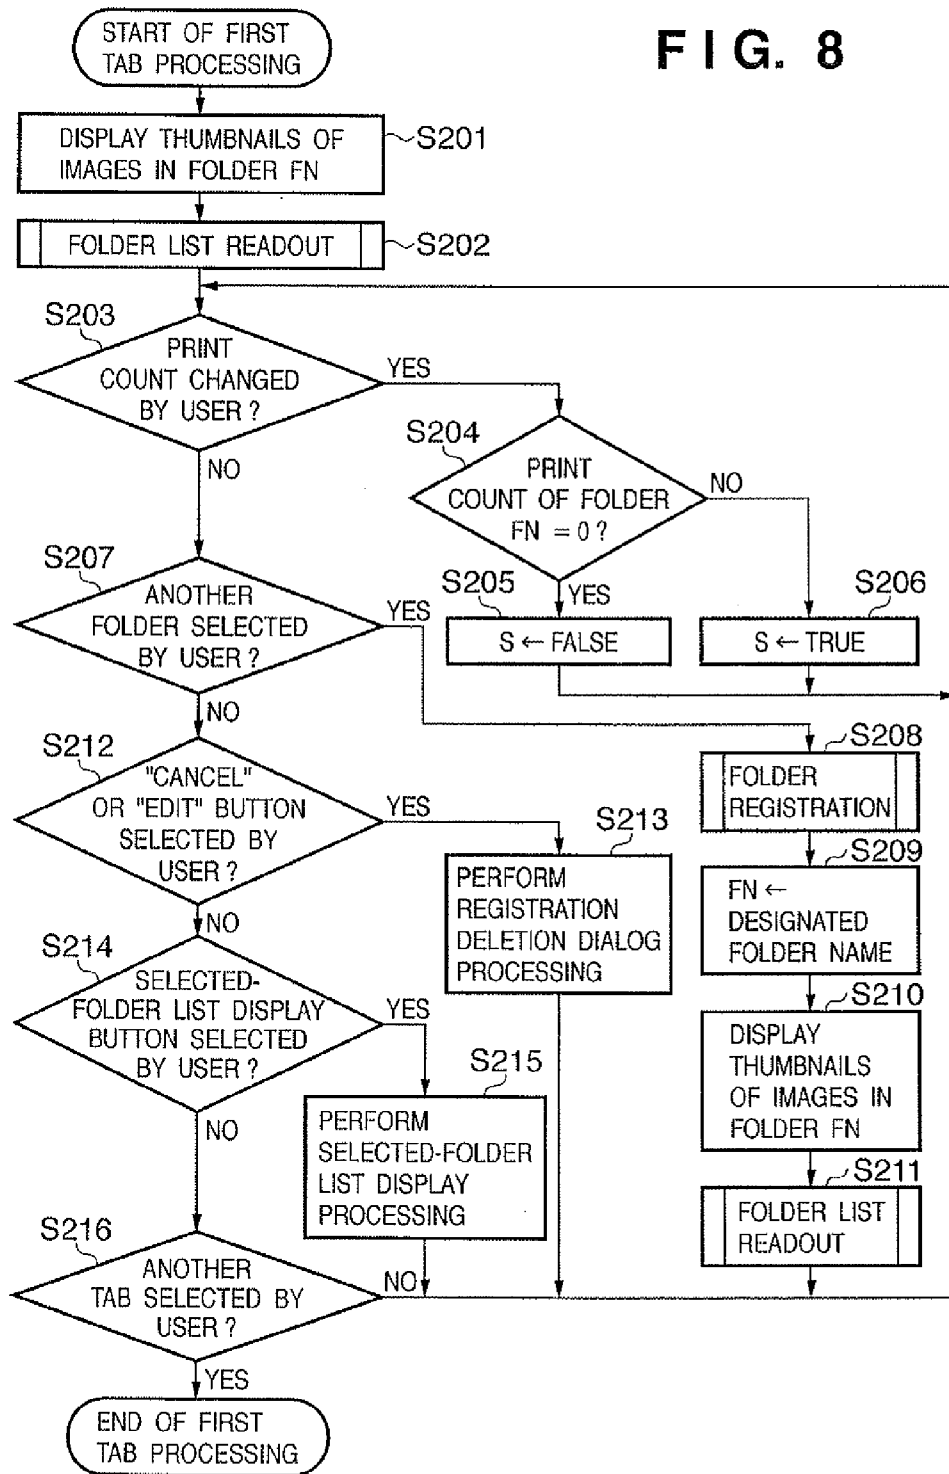 START OF FIRST
TAB PROCESSING
FIG. 8
DISPLAY THUMBNAILS OF
IMAGES IN FOLDER FN
S201
FOLDER LIST READOUT
S202
S203
PRINT
COUNT CHANGED
BY USER?
YES
NO
S204
PRINT
COUNT OF FOLDER
FN = 0?
NO
YES
S205
S ← FALSE
S206
S ← TRUE
S207
ANOTHER
FOLDER SELECTED
BY USER?
YES
NO
S208
FOLDER
REGISTRATION
S209
FN ←
DESIGNATED
FOLDER NAME
S210
DISPLAY
THUMBNAILS
OF IMAGES IN
FOLDER FN
S211
FOLDER LIST
READOUT
S212
"CANCEL"
OR "EDIT" BUTTON
SELECTED BY
USER?
YES
NO
S213
PERFORM
REGISTRATION
DELETION DIALOG
PROCESSING
S214
SELECTED-
FOLDER LIST DISPLAY
BUTTON SELECTED
BY USER?
YES
NO
S215
PERFORM
SELECTED-FOLDER
LIST DISPLAY
PROCESSING
S216
ANOTHER
TAB SELECTED BY
USER?
NO
YES
END OF FIRST
TAB PROCESSING